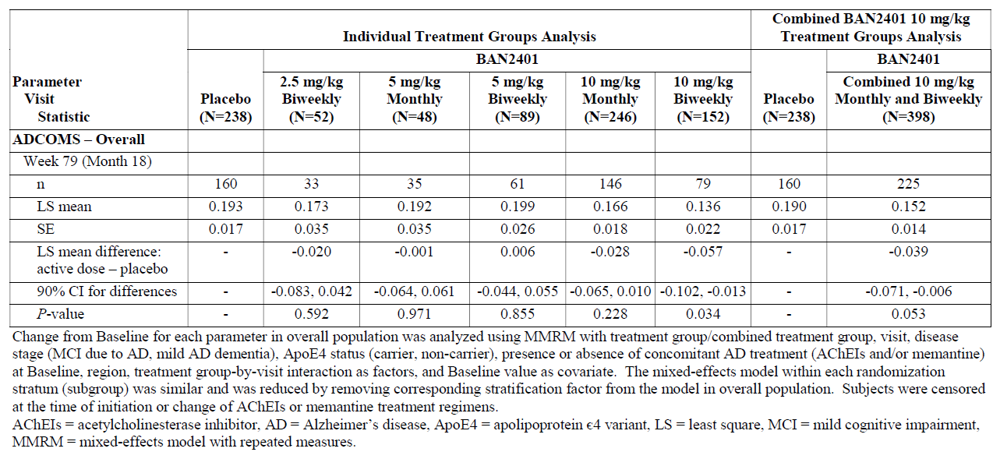 Individual Treatment Groups Analysis
Combined BAN2401 10 mg/kg
Treatment Groups Analysis
BAN2401
BAN2401
Parameter
Visit
Statistic
Placebo
(N=238)
2.5 mg/kg
Biweekly
(N=52)
5 mg/kg
Monthly
(N=48)
5 mg/kg
Biweekly
(N=89)
10 mg/kg
Monthly
(N=246)
10 mg/kg
Biweekly
(N=152)
Placebo
(N=238)
Combined 10 mg/kg
Monthly and Biweekly
(N=398)
ADCOMS – Overall
Week 79 (Month 18)
n 160 33 35 61 146 79 160 225
LS mean 0.193 0.173 0.192 0.199 0.166 0.136 0.190 0.152
SE 0.017 0.035 0.035 0.026 0.018 0.022 0.017 0.014
LS mean difference: - -0.020 -0.001 0.006 -0.028 -0.057 - -0.039
active dose – placebo
90% CI for differences - -0.083, 0.042 -0.064, 0.061 -0.044, 0.055 -0.065, 0.010 -0.102, -0.013 - -0.071, -0.006
P-value - 0.592 0.971 0.855 0.228 0.034 - 0.053
Change from Baseline for each parameter in overall population was analyzed using MMRM with treatment group/combined treatment group, visit, disease
stage (MCI due to AD, mild AD dementia), ApoE4 status (carrier, non-carrier), presence or absence of concomitant AD treatment (AChEIs and/or memantine)
at Baseline, region, treatment group-by-visit interaction as factors, and Baseline value as covariate. The mixed-effects model within each randomization
stratum (subgroup) was similar and was reduced by removing corresponding stratification factor from the model in overall population. Subjects were censored
at the time of initiation or change of AChEIs or memantine treatment regimens.
AChEIs = acetylcholinesterase inhibitor, AD = Alzheimer's disease, ApoE4 = apolipoprotein ϵ4 variant, LS = least square, MCI = mild cognitive impairment,
MMRM = mixed-effects model with repeated measures.